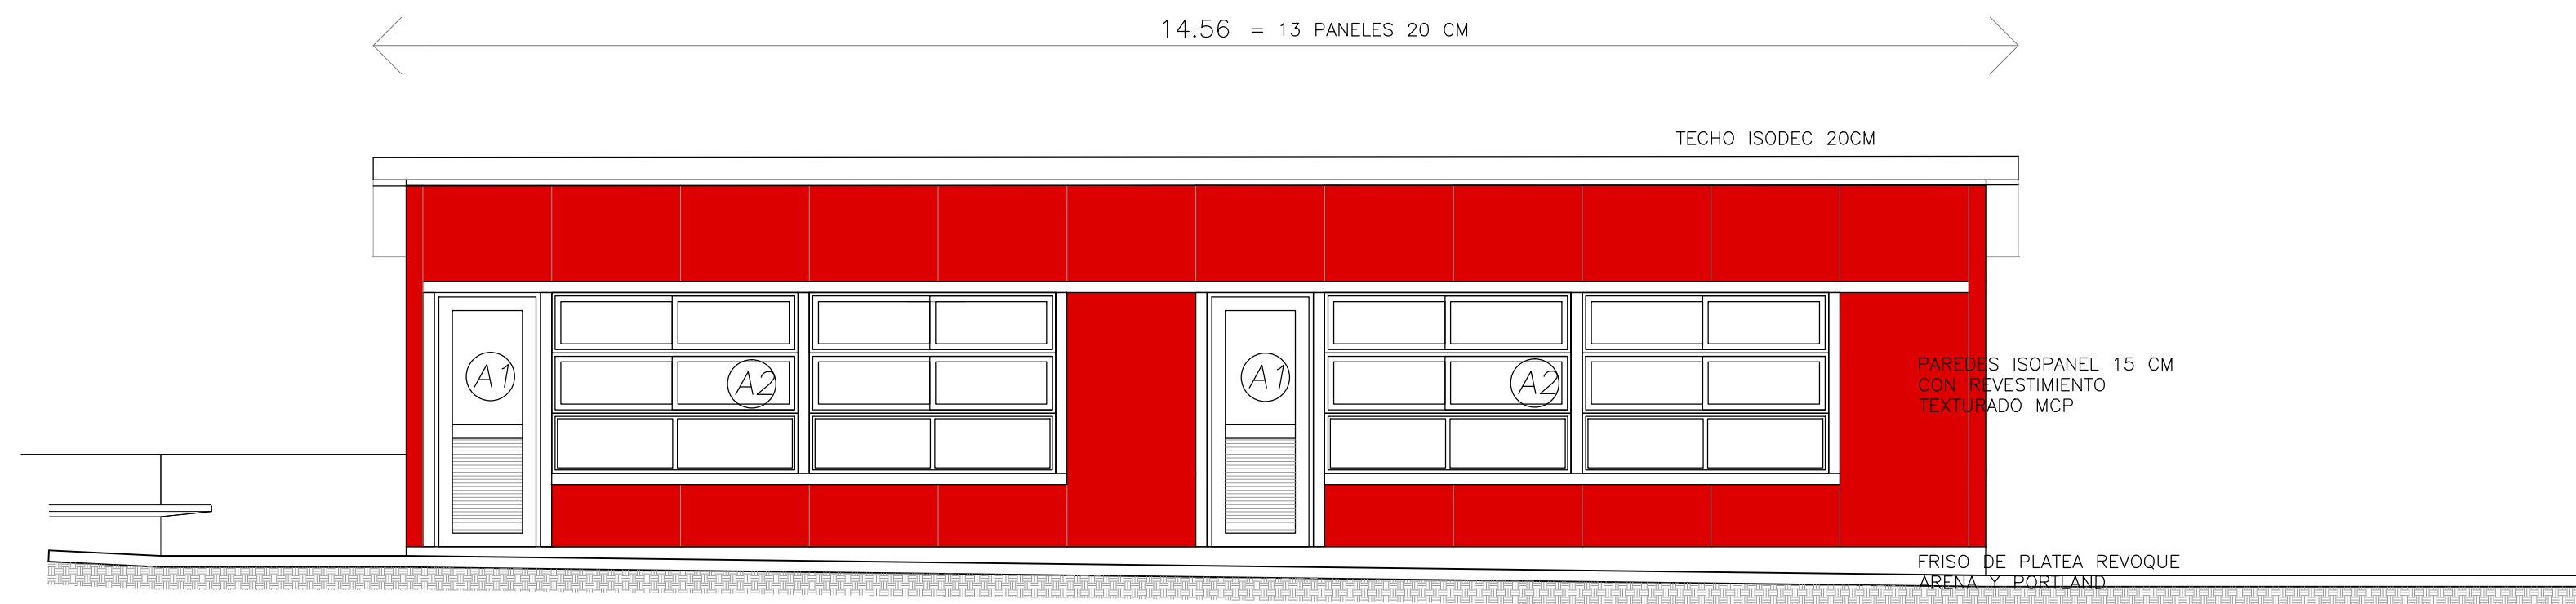 14.56 = 13 PANELES 20 CM
TECHO ISODEC 20CM
A1
A2
A1
A2
PAREDES ISOPANEL 15 CM
CON REVESTIMIENTO
TEXTURADO MCP
FRISO DE PLATEA REVOQUE
ARENA Y PORTLAND